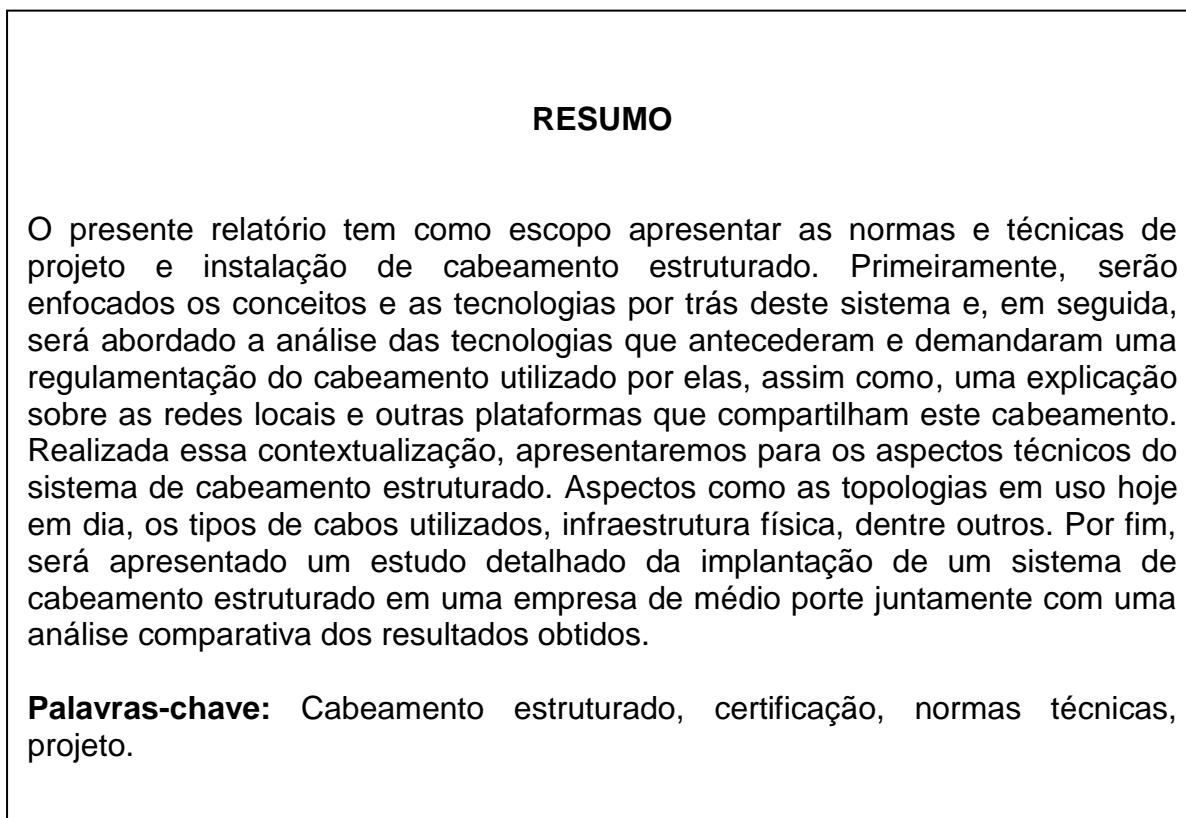 RESUMO
O presente relatório tem como escopo apresentar as normas e técnicas de
projeto e instalação de cabeamento estruturado. Primeiramente, serão
enfocados os conceitos e as tecnologias por trás deste sistema e, em seguida,
será abordado a análise das tecnologias que antecederam e demandaram uma
regulamentação do cabeamento utilizado por elas, assim como, uma explicação
sobre as redes locais e outras plataformas que compartilham este cabeamento.
Realizada essa contextualização, apresentaremos para os aspectos técnicos do
sistema de cabeamento estruturado. Aspectos como as topologias em uso hoje
em dia, os tipos de cabos utilizados, infraestrutura física, dentre outros. Por fim,
será apresentado um estudo detalhado da implantação de um sistema de
cabeamento estruturado em uma empresa de médio porte juntamente com uma
análise comparativa dos resultados obtidos.
Palavras-chave: Cabeamento estruturado, certificação, normas técnicas,
projeto.